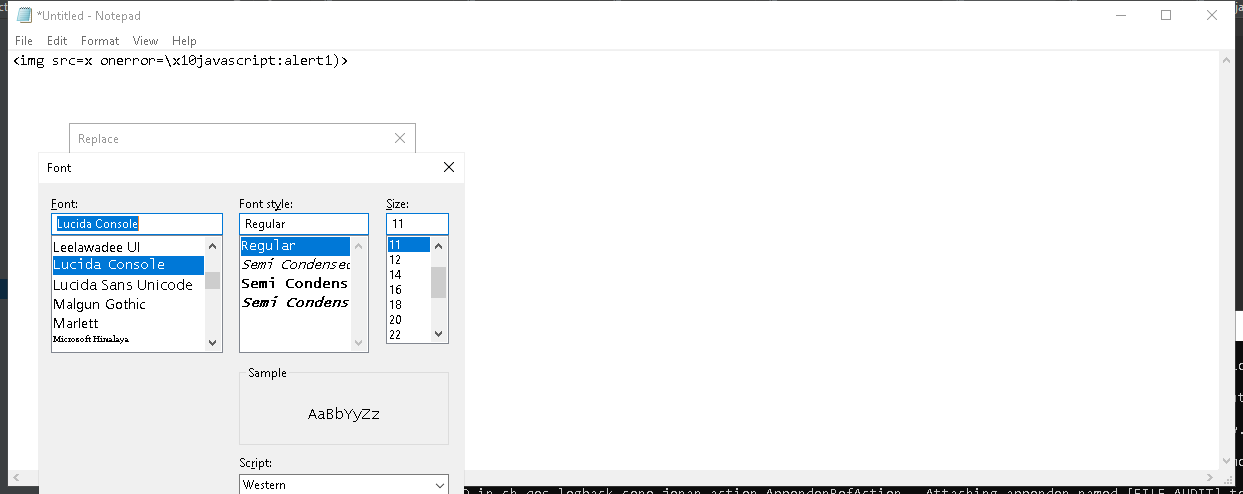 *Untitled - Notepad
File Edit Format View Help
<img src=x onerror=\x10javascript:alert1)>
Replace
Font
Font: Font style: Size:
Lucida Console Regular 11
Leelawadee UI Regular 11
Lucida Console Semi Condensed 12
Lucida Sans Unicode Semi Condens 14
Malgun Gothic Semi Condens 16
Marlett 18
Microsoft Himalaya 20
22
Sample
AaBbYyZz
Script:
Western
in ch.qos.logback.core.joran.action.AppenderRefAction - Attaching appender named [FILE_AUDIT] t